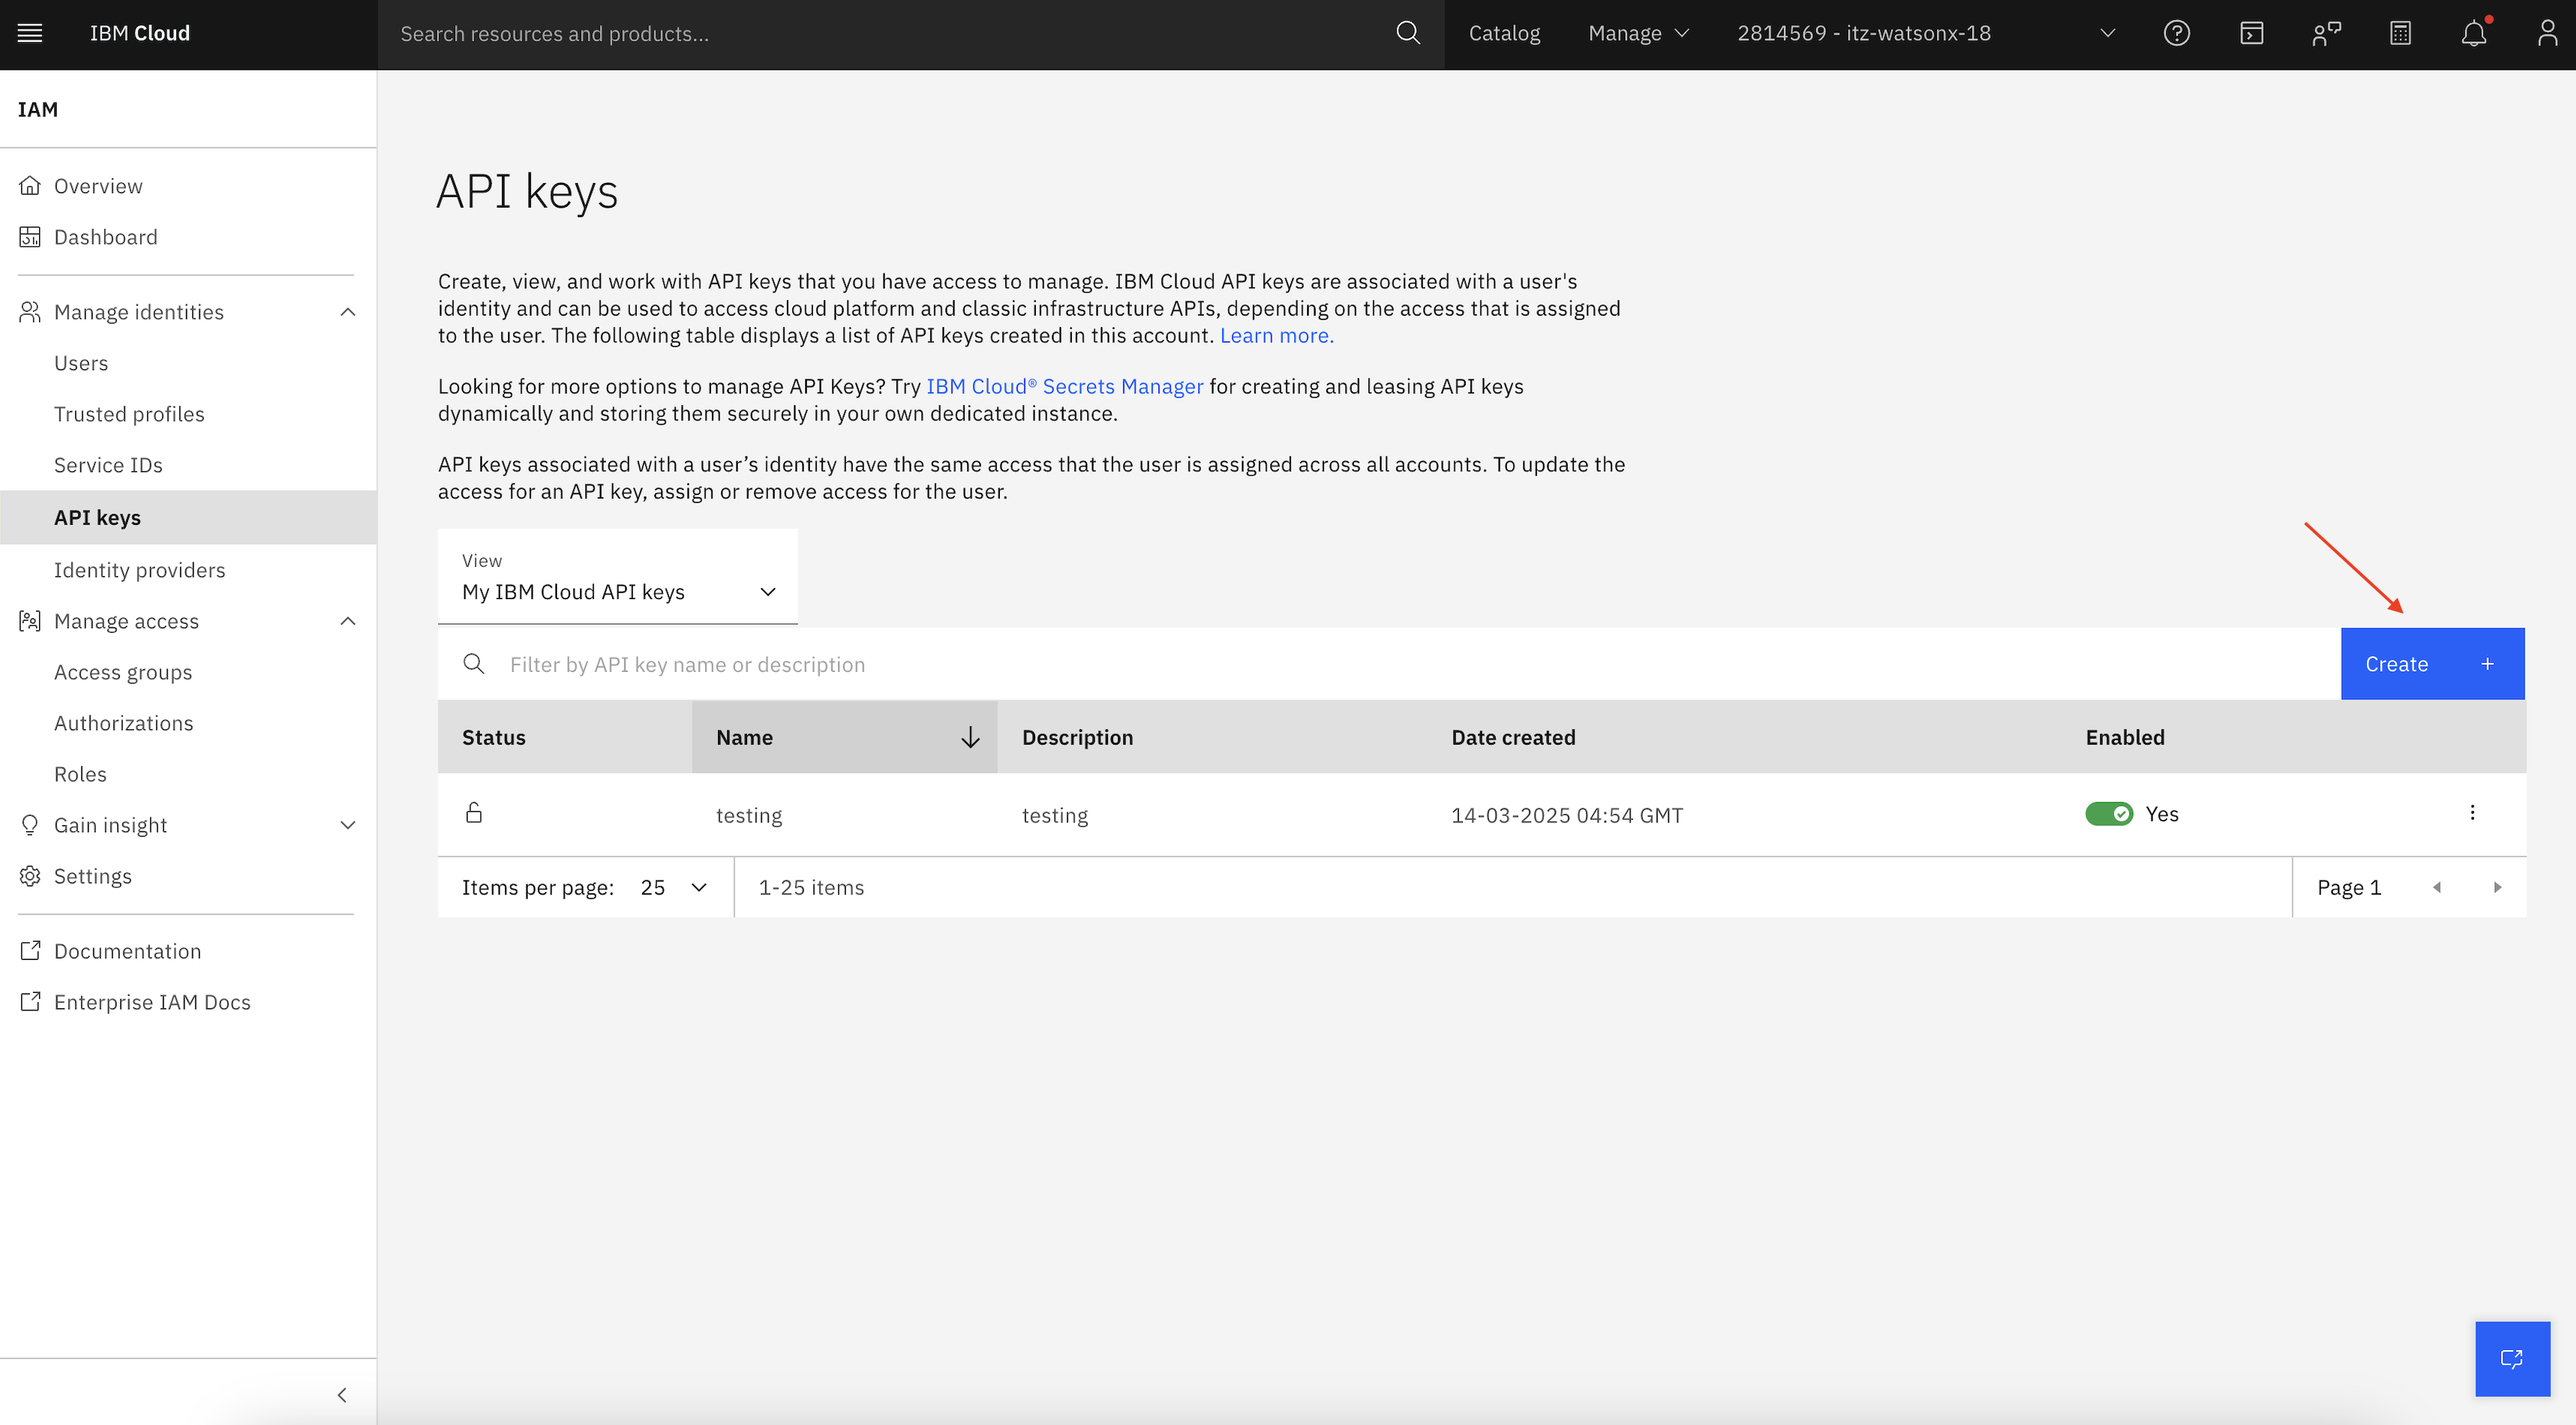 IBM Cloud
Search resources and products...
Catalog
Manage
2814569 - itz-watsonx-18
IAM
Overview
Dashboard
Manage identities
Users
Trusted profiles
Service IDs
API keys
Identity providers
Manage access
Access groups
Authorizations
Roles
Gain insight
Settings
Documentation
Enterprise IAM Docs
API keys
Create, view, and work with API keys that you have access to manage. IBM Cloud API keys are associated with a user's
identity and can be used to access cloud platform and classic infrastructure APIs, depending on the access that is assigned
to the user. The following table displays a list of API keys created in this account. Learn more.
Looking for more options to manage API Keys? Try IBM Cloud® Secrets Manager for creating and leasing API keys
dynamically and storing them securely in your own dedicated instance.
API keys associated with a user’s identity have the same access that the user is assigned across all accounts. To update the
access for an API key, assign or remove access for the user.
View
My IBM Cloud API keys
Filter by API key name or description
Create +
Status Name Description Date created Enabled
testing testing 14-03-2025 04:54 GMT Yes
Items per page: 25 1-25 items Page 1